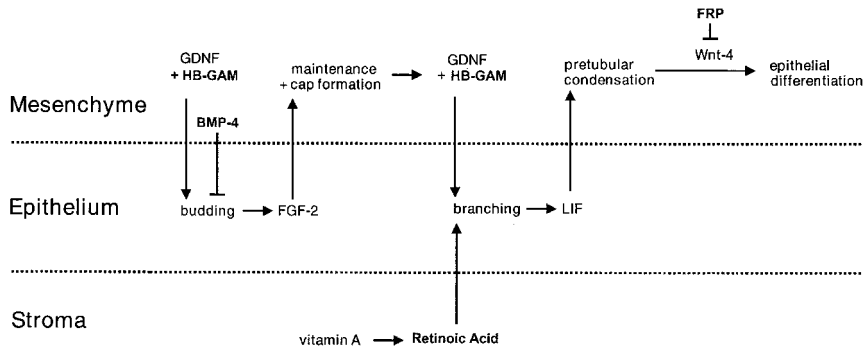 FRP
Wnt-4
GDNF
+ HB-GAM
maintenance
+ cap formation
GDNF
+ HB-GAM
pretubular
condensation
epithelial
differentiation
Mesenchyme
BMP-4
Epithelium
budding
FGF-2
branching
LIF
Stroma
vitamin A
Retinoic Acid